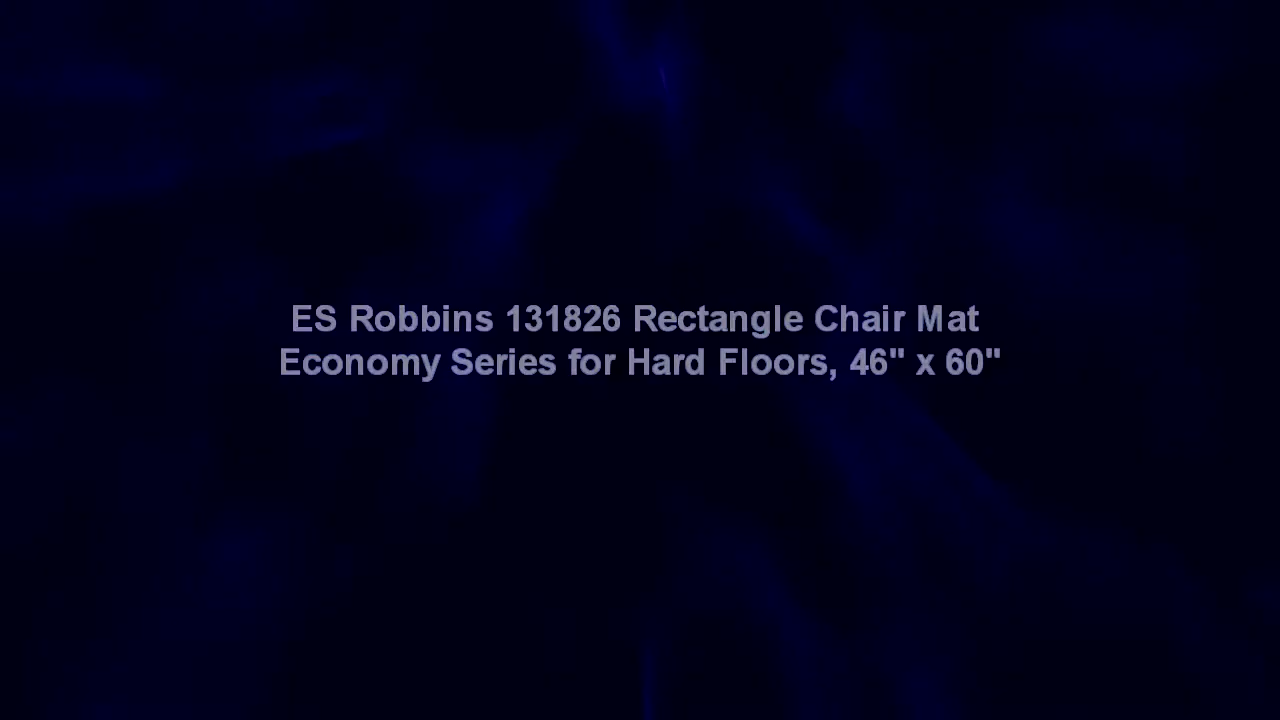 ES Robbins 131826 Rectangle Chair Mat
Economy Series for Hard Floors, 46" x 60"